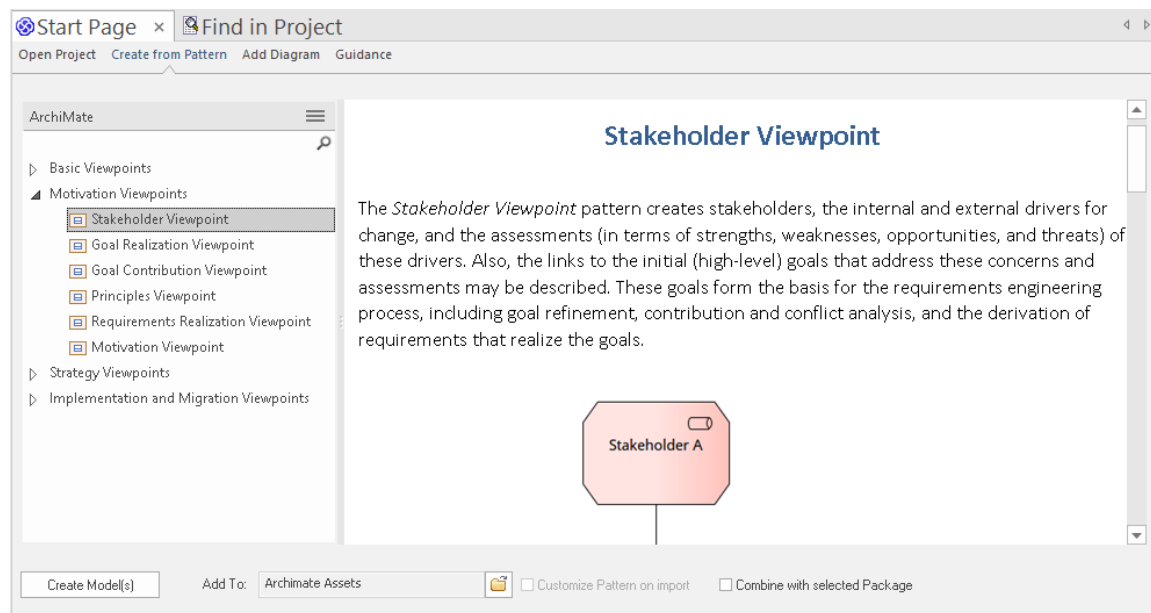 Start Page × Find in Project
Open Project Create from Pattern Add Diagram Guidance
ArchiMate
Basic Viewpoints
Motivation Viewpoints
Stakeholder Viewpoint
Goal Realization Viewpoint
Goal Contribution Viewpoint
Principles Viewpoint
Requirements Realization Viewpoint
Motivation Viewpoint
Strategy Viewpoints
Implementation and Migration Viewpoints
Stakeholder Viewpoint
The Stakeholder Viewpoint pattern creates stakeholders, the internal and external drivers for
change, and the assessments (in terms of strengths, weaknesses, opportunities, and threats) of
these drivers. Also, the links to the initial (high-level) goals that address these concerns and
assessments may be described. These goals form the basis for the requirements engineering
process, including goal refinement, contribution and conflict analysis, and the derivation of
requirements that realize the goals.
Stakeholder A
Create Model(s) Add To: Archimate Assets Customize Pattern on import Combine with selected Package